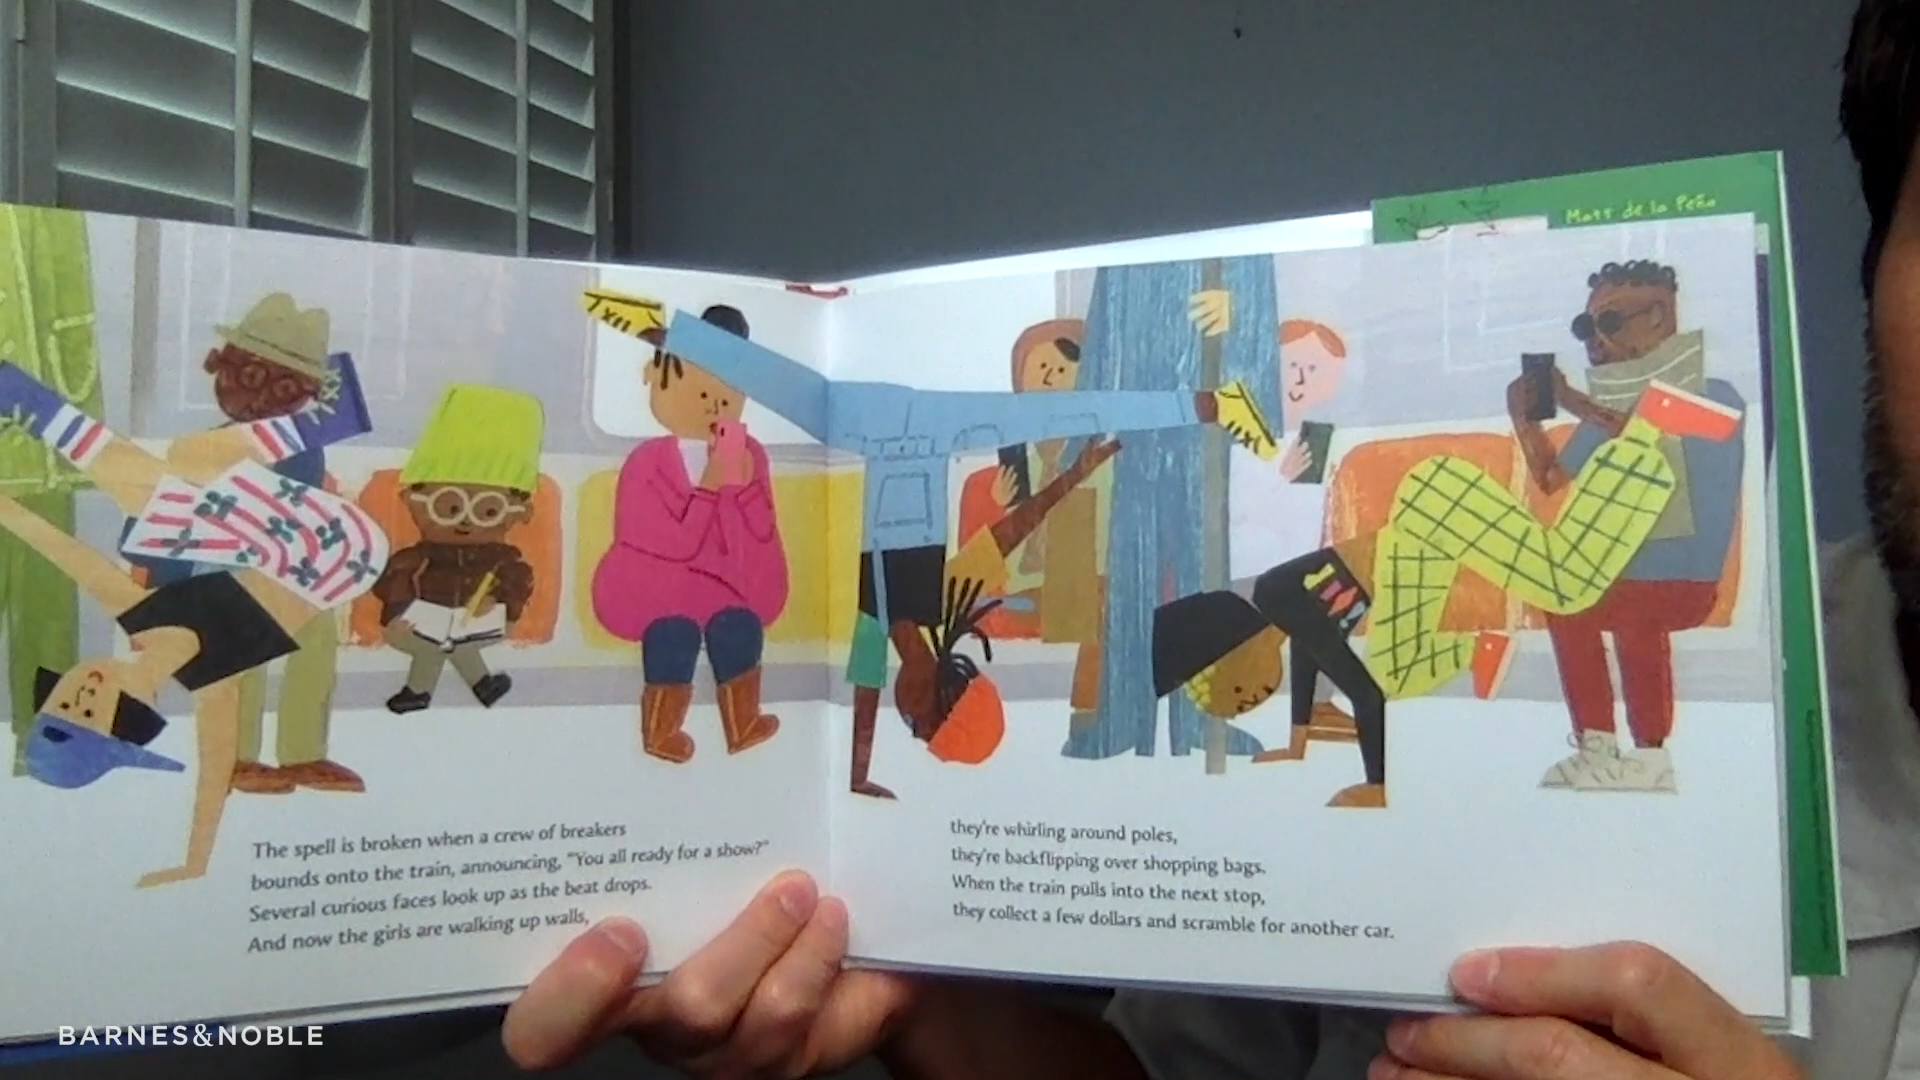 Matt de la Peña
The spell is broken when a crew of breakers
bounds onto the train, announcing, "You all ready for a show?"
Several curious faces look up as the beat drops.
And now the girls are walking up walls,
they're whirling around poles,
they're backflipping over shopping bags.
When the train pulls into the next stop,
they collect a few dollars and scramble for another car.
BARNES&NOBLE